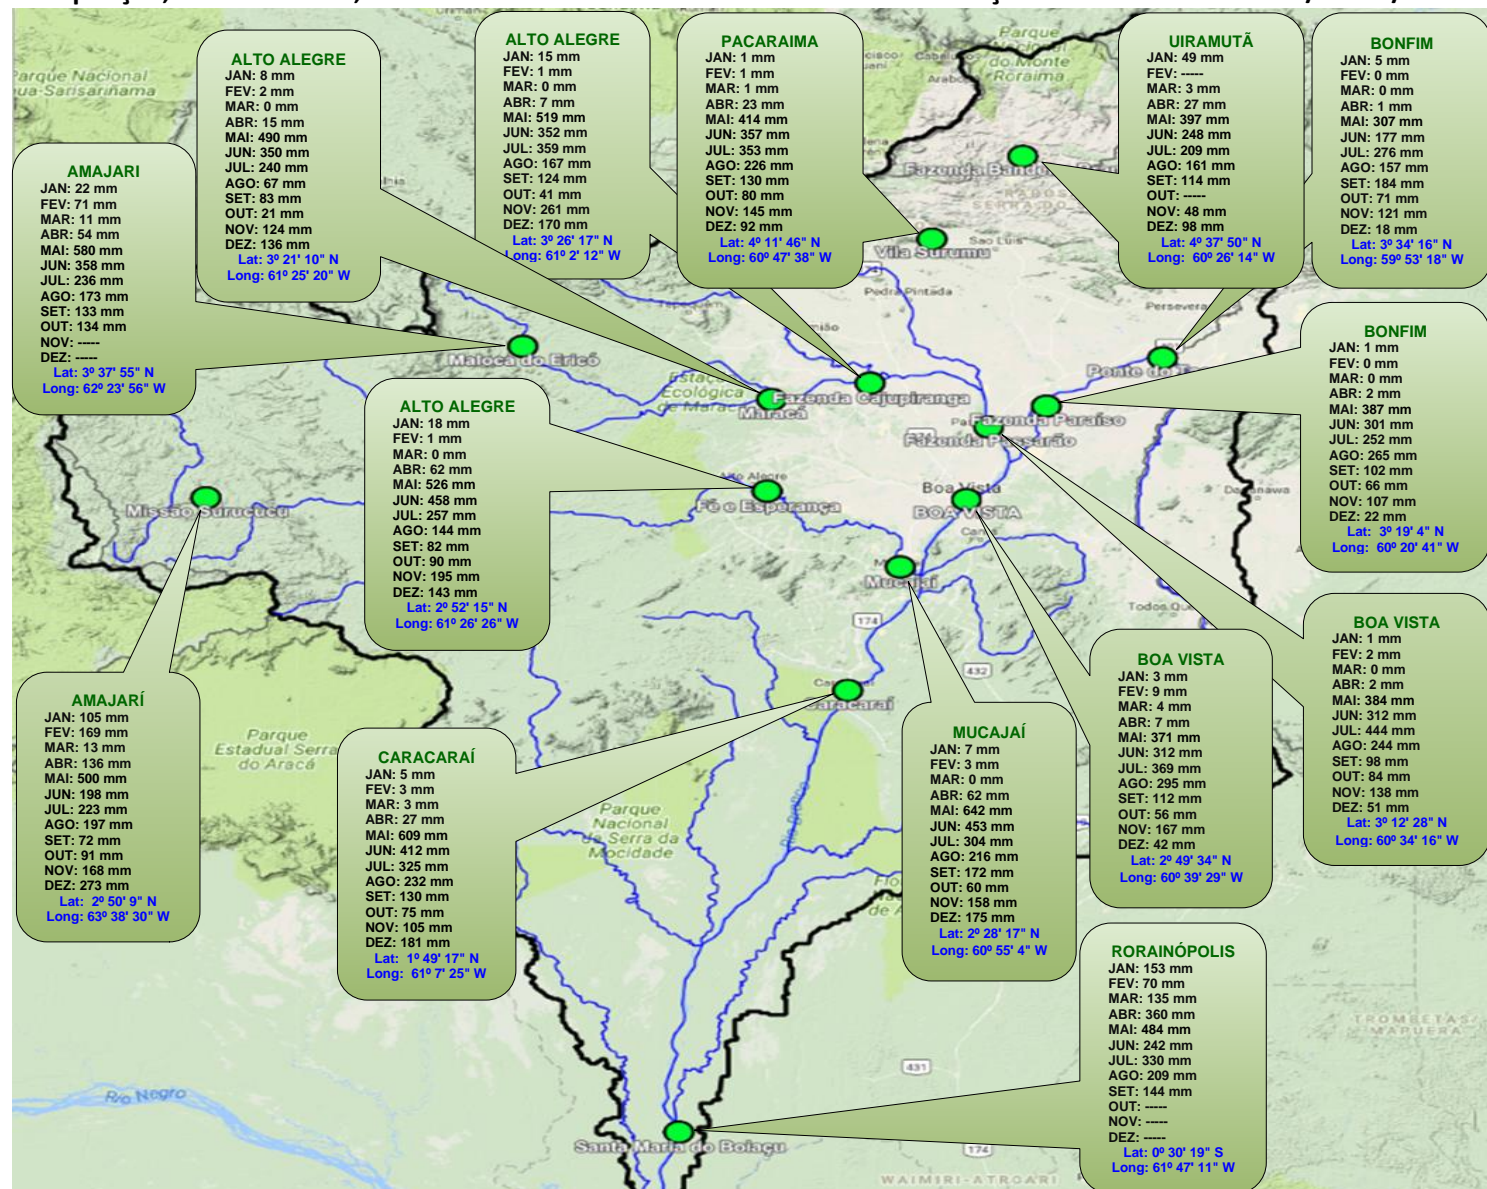 ALTO ALEGRE
JAN: 8 mm
FEV: 2 mm
MAR: 0 mm
ABR: 15 mm
MAI: 490 mm
JUN: 350 mm
JUL: 240 mm
AGO: 67 mm
SET: 83 mm
OUT: 21 mm
NOV: 124 mm
DEZ: 136 mm
Lat: 3º 21' 10" N
Long: 61º 25' 20" W
ALTO ALEGRE
JAN: 15 mm
FEV: 1 mm
MAR: 0 mm
ABR: 7 mm
MAI: 519 mm
JUN: 352 mm
JUL: 359 mm
AGO: 167 mm
SET: 124 mm
OUT: 41 mm
NOV: 261 mm
DEZ: 170 mm
Lat: 3º 26' 17" N
Long: 61º 2' 12" W
PACARAIMA
JAN: 1 mm
FEV: 1 mm
MAR: 1 mm
ABR: 23 mm
MAI: 414 mm
JUN: 357 mm
JUL: 353 mm
AGO: 226 mm
SET: 130 mm
OUT: 80 mm
NOV: 145 mm
DEZ: 92 mm
Lat: 4º 11' 46" N
Long: 60º 47' 38" W
UIRAMUTÃ
JAN: 49 mm
FEV: -----
MAR: 3 mm
ABR: 27 mm
MAI: 397 mm
JUN: 248 mm
JUL: 209 mm
AGO: 161 mm
SET: 114 mm
OUT: -----
NOV: 48 mm
DEZ: 98 mm
Lat: 4º 37' 50" N
Long: 60º 26' 14" W
BONFIM
JAN: 5 mm
FEV: 0 mm
MAR: 0 mm
ABR: 1 mm
MAI: 307 mm
JUN: 177 mm
JUL: 276 mm
AGO: 157 mm
SET: 184 mm
OUT: 71 mm
NOV: 121 mm
DEZ: 18 mm
Lat: 3º 34' 16" N
Long: 59º 53' 18" W
AMAJARI
JAN: 22 mm
FEV: 71 mm
MAR: 11 mm
ABR: 54 mm
MAI: 580 mm
JUN: 358 mm
JUL: 236 mm
AGO: 173 mm
SET: 133 mm
OUT: 134 mm
NOV: -----
DEZ: -----
Lat: 3º 37' 55" N
Long: 62º 23' 56" W
BONFIM
JAN: 1 mm
FEV: 0 mm
MAR: 0 mm
ABR: 2 mm
MAI: 387 mm
JUN: 301 mm
JUL: 252 mm
AGO: 265 mm
SET: 102 mm
OUT: 66 mm
NOV: 107 mm
DEZ: 22 mm
Lat: 3º 19' 4" N
Long: 60º 20' 41" W
ALTO ALEGRE
JAN: 18 mm
FEV: 1 mm
MAR: 0 mm
ABR: 62 mm
MAI: 526 mm
JUN: 458 mm
JUL: 257 mm
AGO: 144 mm
SET: 82 mm
OUT: 90 mm
NOV: 195 mm
DEZ: 143 mm
Lat: 2º 52' 15" N
Long: 61º 26' 26" W
AMAJARÍ
JAN: 105 mm
FEV: 169 mm
MAR: 13 mm
ABR: 136 mm
MAI: 500 mm
JUN: 198 mm
JUL: 223 mm
AGO: 197 mm
SET: 72 mm
OUT: 91 mm
NOV: 168 mm
DEZ: 273 mm
Lat: 2º 50' 9" N
Long: 63º 38' 30" W
CARACARAÍ
JAN: 5 mm
FEV: 3 mm
MAR: 3 mm
ABR: 27 mm
MAI: 609 mm
JUN: 412 mm
JUL: 325 mm
AGO: 232 mm
SET: 130 mm
OUT: 75 mm
NOV: 105 mm
DEZ: 181 mm
Lat: 1º 49' 17" N
Long: 61º 7' 25" W
MUCAJAÍ
JAN: 7 mm
FEV: 3 mm
MAR: 0 mm
ABR: 62 mm
MAI: 642 mm
JUN: 453 mm
JUL: 304 mm
AGO: 216 mm
SET: 172 mm
OUT: 60 mm
NOV: 158 mm
DEZ: 175 mm
Lat: 2º 28' 17" N
Long: 60º 55' 4" W
BOA VISTA
JAN: 3 mm
FEV: 9 mm
MAR: 4 mm
ABR: 7 mm
MAI: 371 mm
JUN: 312 mm
JUL: 369 mm
AGO: 295 mm
SET: 112 mm
OUT: 56 mm
NOV: 167 mm
DEZ: 42 mm
Lat: 2º 49' 34" N
Long: 60º 39' 29" W
BOA VISTA
JAN: 1 mm
FEV: 2 mm
MAR: 0 mm
ABR: 2 mm
MAI: 384 mm
JUN: 312 mm
JUL: 444 mm
AGO: 244 mm
SET: 98 mm
OUT: 84 mm
NOV: 138 mm
DEZ: 51 mm
Lat: 3º 12' 28" N
Long: 60º 34' 16" W
RORAINÓPOLIS
JAN: 153 mm
FEV: 70 mm
MAR: 135 mm
ABR: 360 mm
MAI: 484 mm
JUN: 242 mm
JUL: 330 mm
AGO: 209 mm
SET: 144 mm
OUT: -----
NOV: -----
DEZ: -----
Lat: 0º 30' 19" S
Long: 61º 47' 11" W
Parque Nacional
Parque
do Monte
Roraima
Fazenda
Vila Surumu
Sao Luis
Pedra Pintada
Maloca do Ericó
Ecológica
de Maracá
Maracá
Fazenda Cajupiranga
Ponte do
Fazenda Paraíso
Fazenda Passarão
Alto Alegre
Fé e Esperança
Boa Vista
BOA VISTA
Missão Surucucu
Mucajaí
174
432
Caracaraí
Parque
Estadual Serra
do Aracá
Parque
Nacional
da Serra da
Mocidade
Rio Branco
Rio Negro
431
174
Santa Maria do Boiaçu
TROMBETAS/
MAPUERA
WAIMIRI-ATROARI